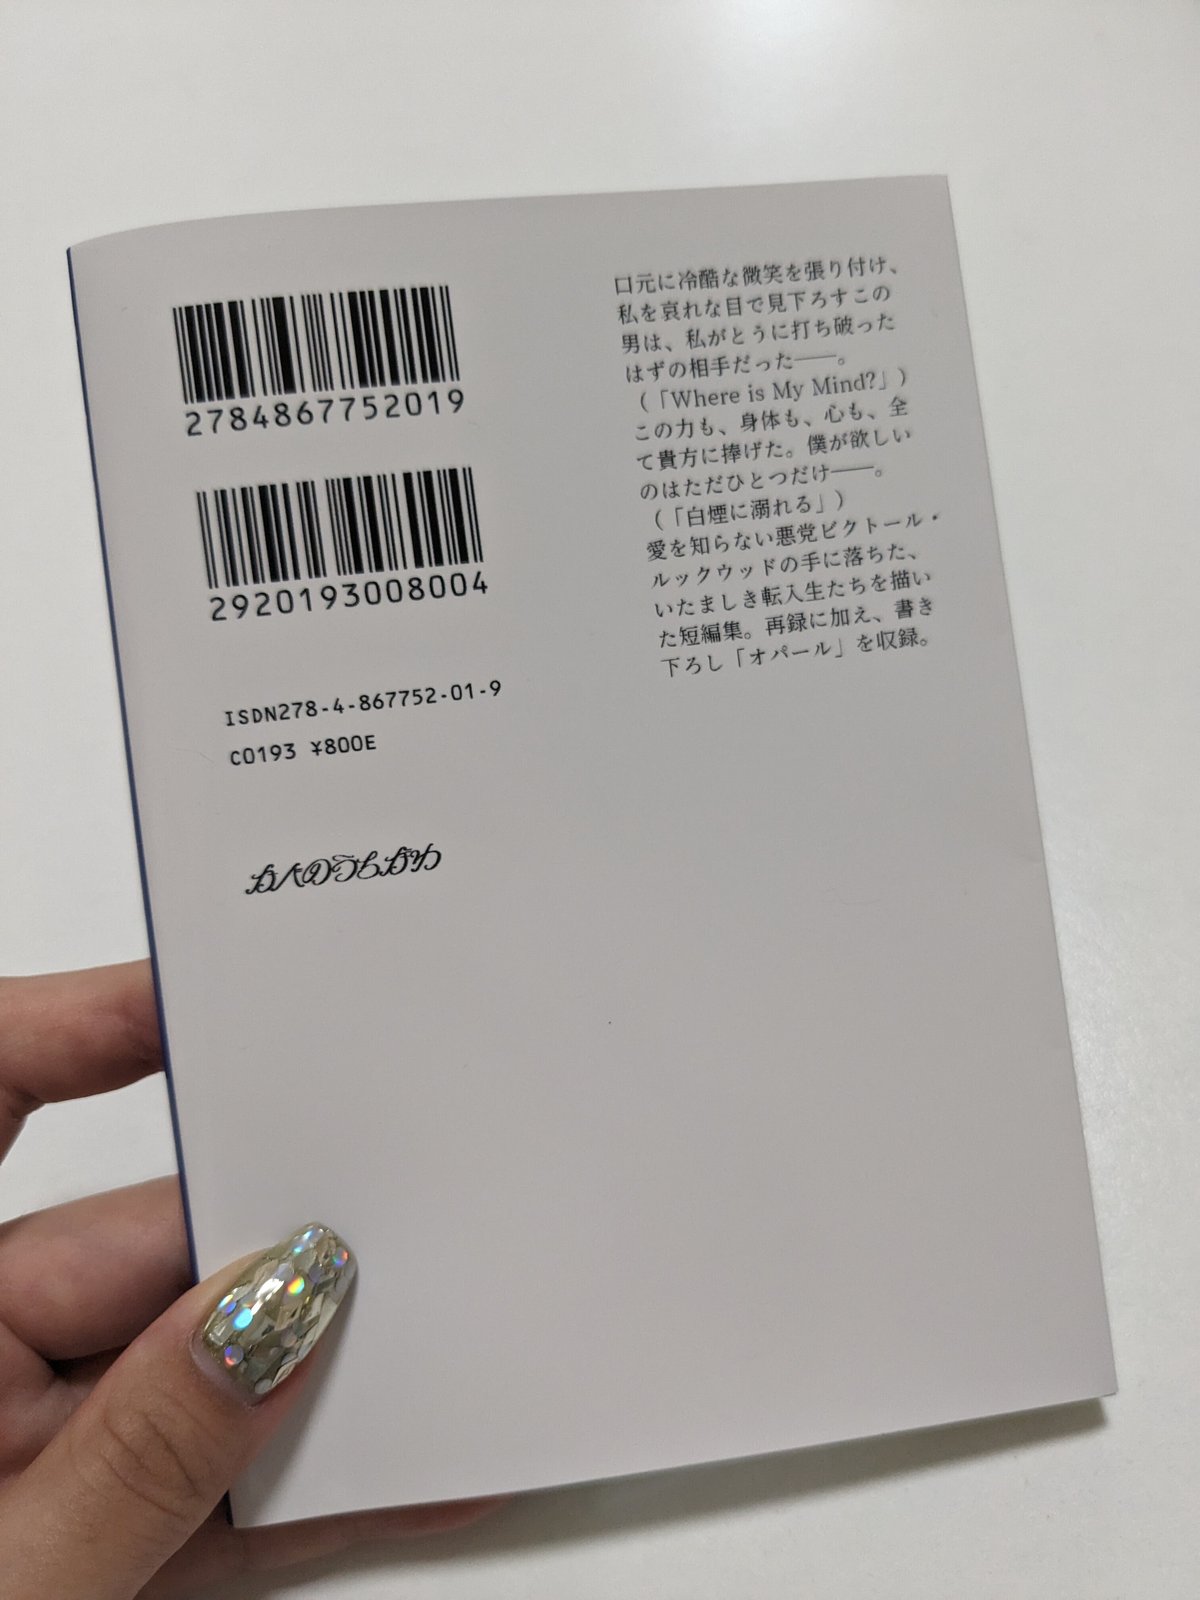 2784867752019
2920193008004
ISDN278-4-867752-01-9
C0193 ¥800E
口元に冷酷な微笑を張り付け、
私を哀れな目で見下ろすこの
男は、私がとうに打ち破った
はずの相手だった――。
(「Where is My Mind?」)
この力も、身体も、心も、全
て貴方に捧げた。僕が欲しい
のはただひとつだけ――。
(「白煙に溺れる」)
愛を知らない悪党ビクトール・
ルックウッドの手に落ちた、
いたましき転入生たちを描い
た短編集。再録に加え、書き
下ろし「オパール」を収録。